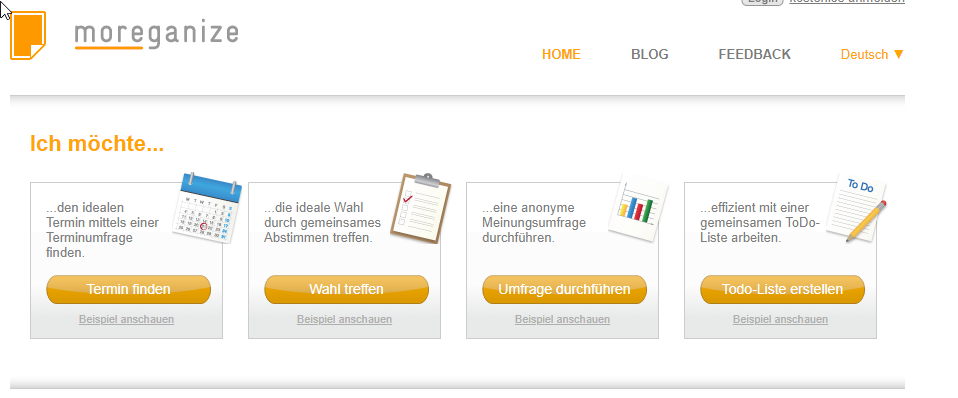 Login kostenlos anmelden
moreganize
HOME BLOG FEEDBACK Deutsch ▼
Ich möchte...
...den idealen
Termin mittels einer
Terminumfrage
finden.
Termin finden
Beispiel anschauen
...die ideale Wahl
durch gemeinsames
Abstimmen treffen.
Wahl treffen
Beispiel anschauen
...eine anonyme
Meinungsumfrage
durchführen.
Umfrage durchführen
Beispiel anschauen
To Do
...effizient mit einer
gemeinsamen ToDo-
Liste arbeiten.
Todo-Liste erstellen
Beispiel anschauen